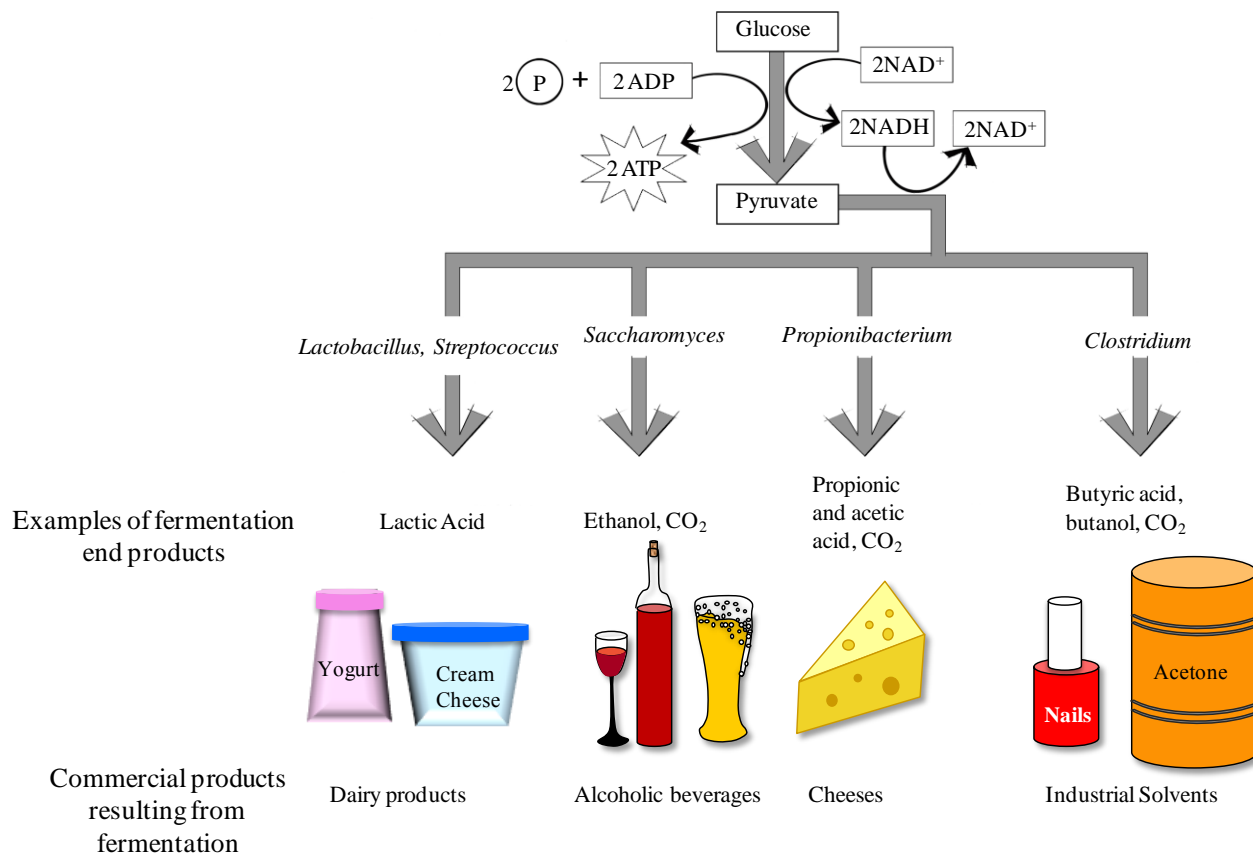 Glucose
2 P + 2 ADP
2NAD⁺
2 ATP
2NADH
2NAD⁺
Pyruvate
Lactobacillus, Streptococcus
Saccharomyces
Propionibacterium
Clostridium
Examples of fermentation
end products
Lactic Acid
Ethanol, CO₂
Propionic
and acetic
acid, CO₂
Butyric acid,
butanol, CO₂
Yogurt
Cream
Cheese
Nails
Acetone
Commercial products
resulting from
fermentation
Dairy products
Alcoholic beverages
Cheeses
Industrial Solvents